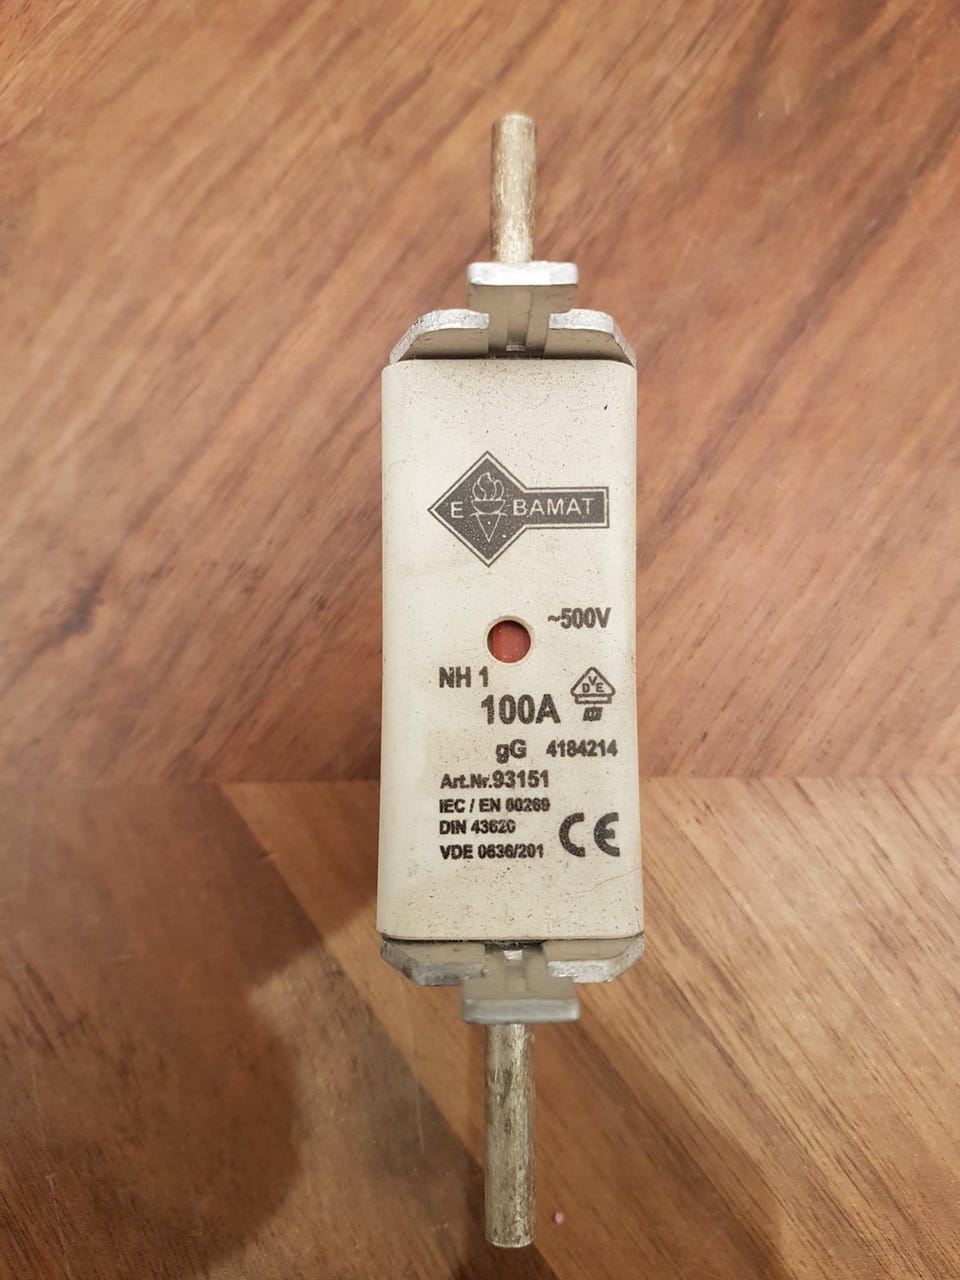 E BAMAT
~500V
NH 1
VDE
100A
gG 4184214
Art.Nr.93151
IEC / EN 60269
DIN 43620
VDE 0636/201
CE